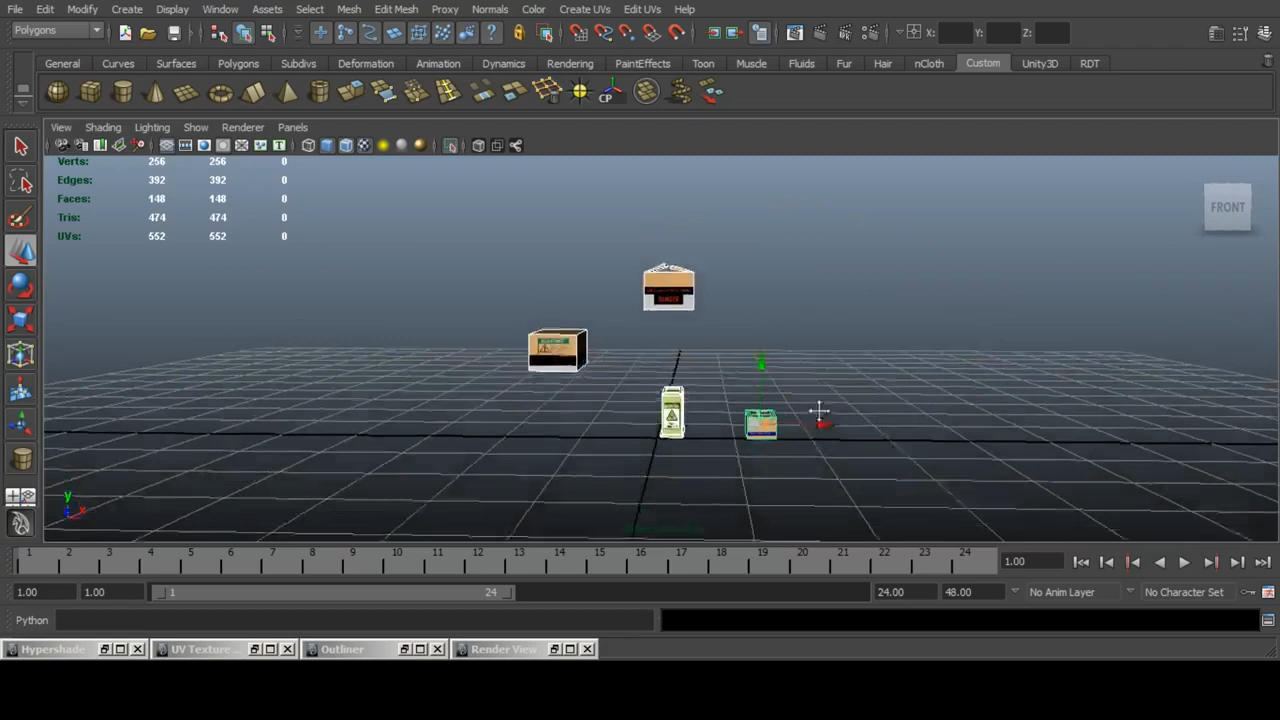 File Edit Modify Create Display Window Assets Select Mesh Edit Mesh Proxy Normals Color Create UVs Edit UVs Help
Polygons X: Y: Z:
General Curves Surfaces Polygons Subdivs Deformation Animation Dynamics Rendering PaintEffects Toon Muscle Fluids Fur Hair nCloth Custom Unity3D RDT
CP
View Shading Lighting Show Renderer Panels
Verts: 256 256 0
Edges: 392 392 0
Faces: 148 148 0
Tris: 474 474 0
UVs: 552 552 0
FRONT
DANGER
y
x
1 2 3 4 5 6 7 8 9 10 11 12 13 14 15 16 17 18 19 20 21 22 23 24 1.00
1.00 1.00 1 24 24.00 48.00 No Anim Layer No Character Set
Python
Hypershade UV Texture ... Outliner Render View